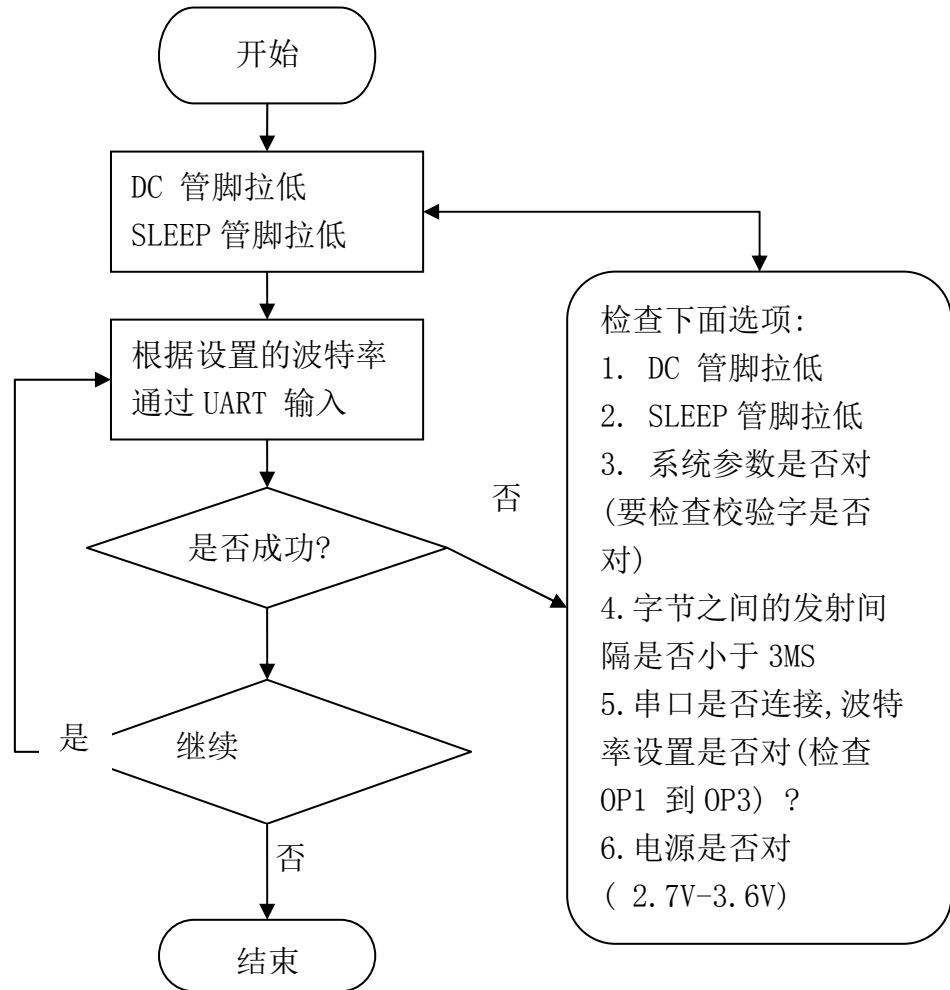 开始
DC 管脚拉低
SLEEP 管脚拉低
根据设置的波特率
通过 UART 输入
是否成功?
否
继续
是
否
结束
检查下面选项:
1. DC 管脚拉低
2. SLEEP 管脚拉低
3. 系统参数是否对
(要检查校验字是否
对)
4.字节之间的发射间
隔是否小于 3MS
5.串口是否连接,波特
率设置是否对(检查
OP1 到 OP3) ?
6.电源是否对
( 2.7V-3.6V)